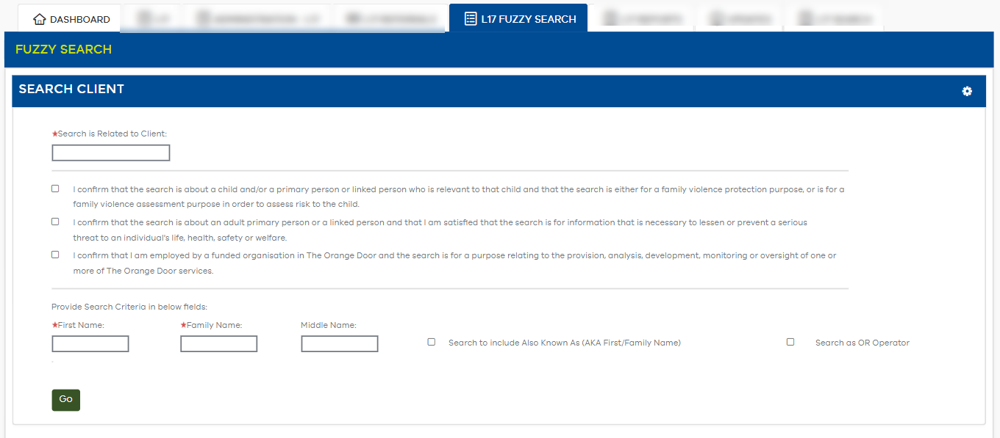 DASHBOARD
L17 FUZZY SEARCH
FUZZY SEARCH
SEARCH CLIENT
*Search is Related to Client:
I confirm that the search is about a child and/or a primary person or linked person who is relevant to that child and that the search is either for a family violence protection purpose, or is for a
family violence assessment purpose in order to assess risk to the child.
I confirm that the search is about an adult primary person or a linked person and that I am satisfied that the search is for information that is necessary to lessen or prevent a serious
threat to an individual's life, health, safety or welfare.
I confirm that I am employed by a funded organisation in The Orange Door and the search is for a purpose relating to the provision, analysis, development, monitoring or oversight of one or
more of The Orange Door services.
Provide Search Criteria in below fields:
*First Name: *Family Name: Middle Name:
Search to include Also Known As (AKA First/Family Name) Search as OR Operator
Go